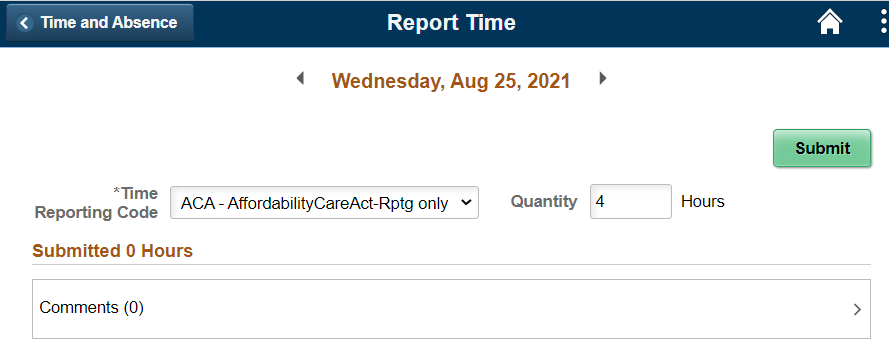 Time and Absence
Report Time
Wednesday, Aug 25, 2021
Submit
*Time
Reporting Code
ACA - AffordabilityCareAct-Rptg only
Quantity
4
Hours
Submitted 0 Hours
Comments (0)